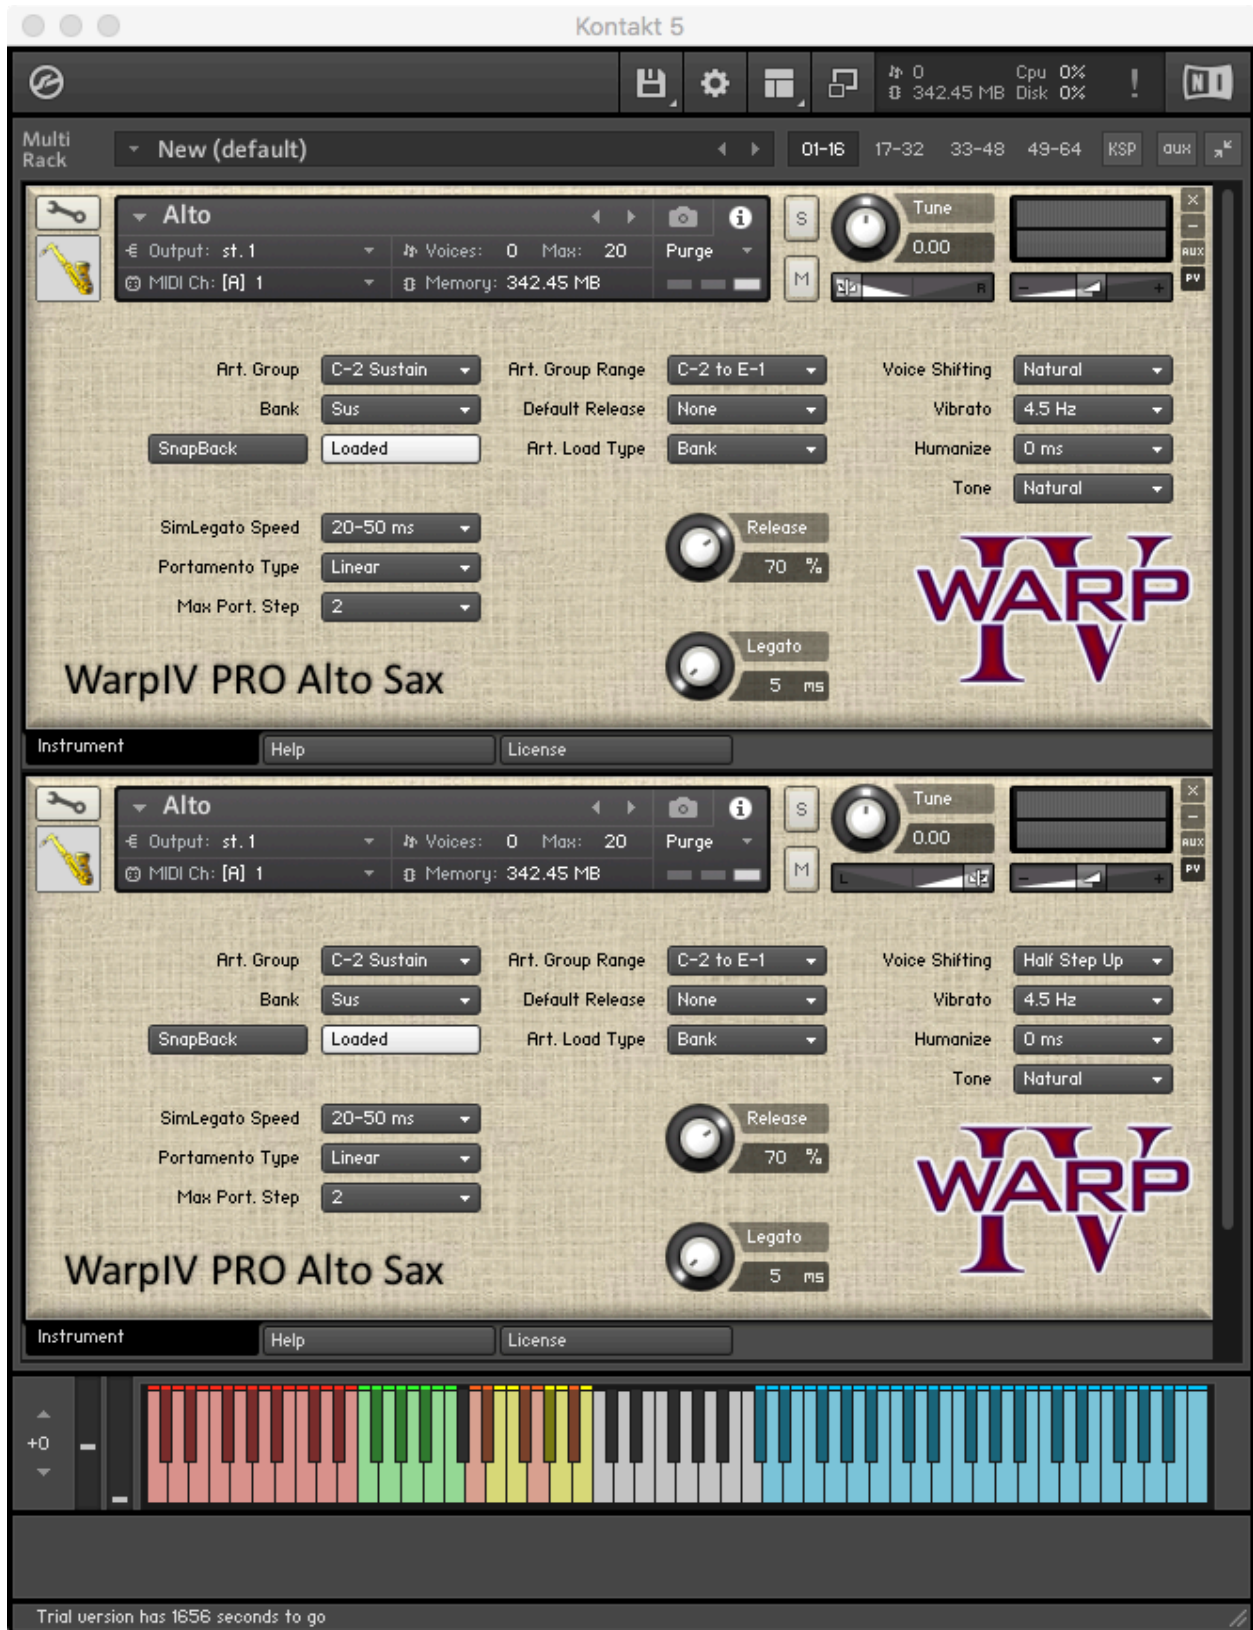 Kontakt 5
0 Cpu 0%
342.45 MB Disk 0%
! NI
Multi Rack New (default) 01-16 17-32 33-48 49-64 KSP aux
Alto i S Tune X
Output: st.1 Voices: 0 Max: 20 Purge 0.00 AUX
MIDI Ch: [A] 1 Memory: 342.45 MB M R - + PV
Art. Group C-2 Sustain Art. Group Range C-2 to E-1 Voice Shifting Natural
Bank Sus Default Release None Vibrato 4.5 Hz
SnapBack Loaded Art. Load Type Bank Humanize 0 ms
Tone Natural
SimLegato Speed 20-50 ms Release
Portamento Type Linear 70 %
Max Port. Step 2
WARP IV
Legato
5 ms
WarpIV PRO Alto Sax
Instrument Help License
Alto i S Tune X
Output: st.1 Voices: 0 Max: 20 Purge 0.00 AUX
MIDI Ch: [A] 1 Memory: 342.45 MB M L - + PV
Art. Group C-2 Sustain Art. Group Range C-2 to E-1 Voice Shifting Half Step Up
Bank Sus Default Release None Vibrato 4.5 Hz
SnapBack Loaded Art. Load Type Bank Humanize 0 ms
Tone Natural
SimLegato Speed 20-50 ms Release
Portamento Type Linear 70 %
Max Port. Step 2
WARP IV
Legato
5 ms
WarpIV PRO Alto Sax
Instrument Help License
+0
Trial version has 1656 seconds to go